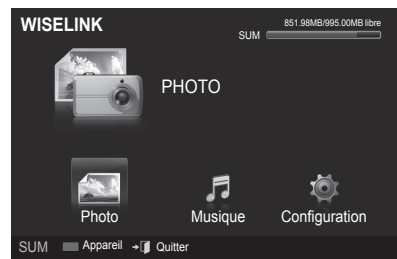 WISELINK
851.98MB/995.00MB libre
SUM
PHOTO
Photo Musique Configuration
SUM Appareil Quitter